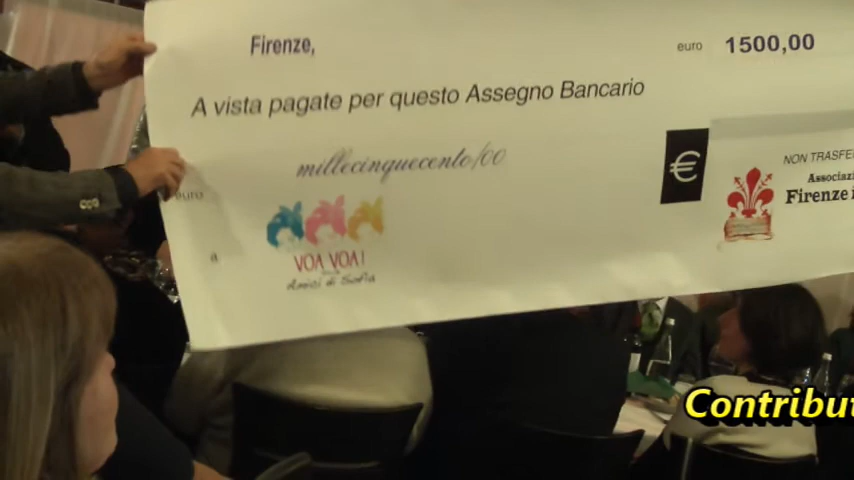 Firenze,
euro 1500,00
A vista pagate per questo Assegno Bancario
millecinquecento/00
€
NON TRASFE
Associazi
Firenze i
euro
a
VOA VOA!
Amici di Sofia
Contribut